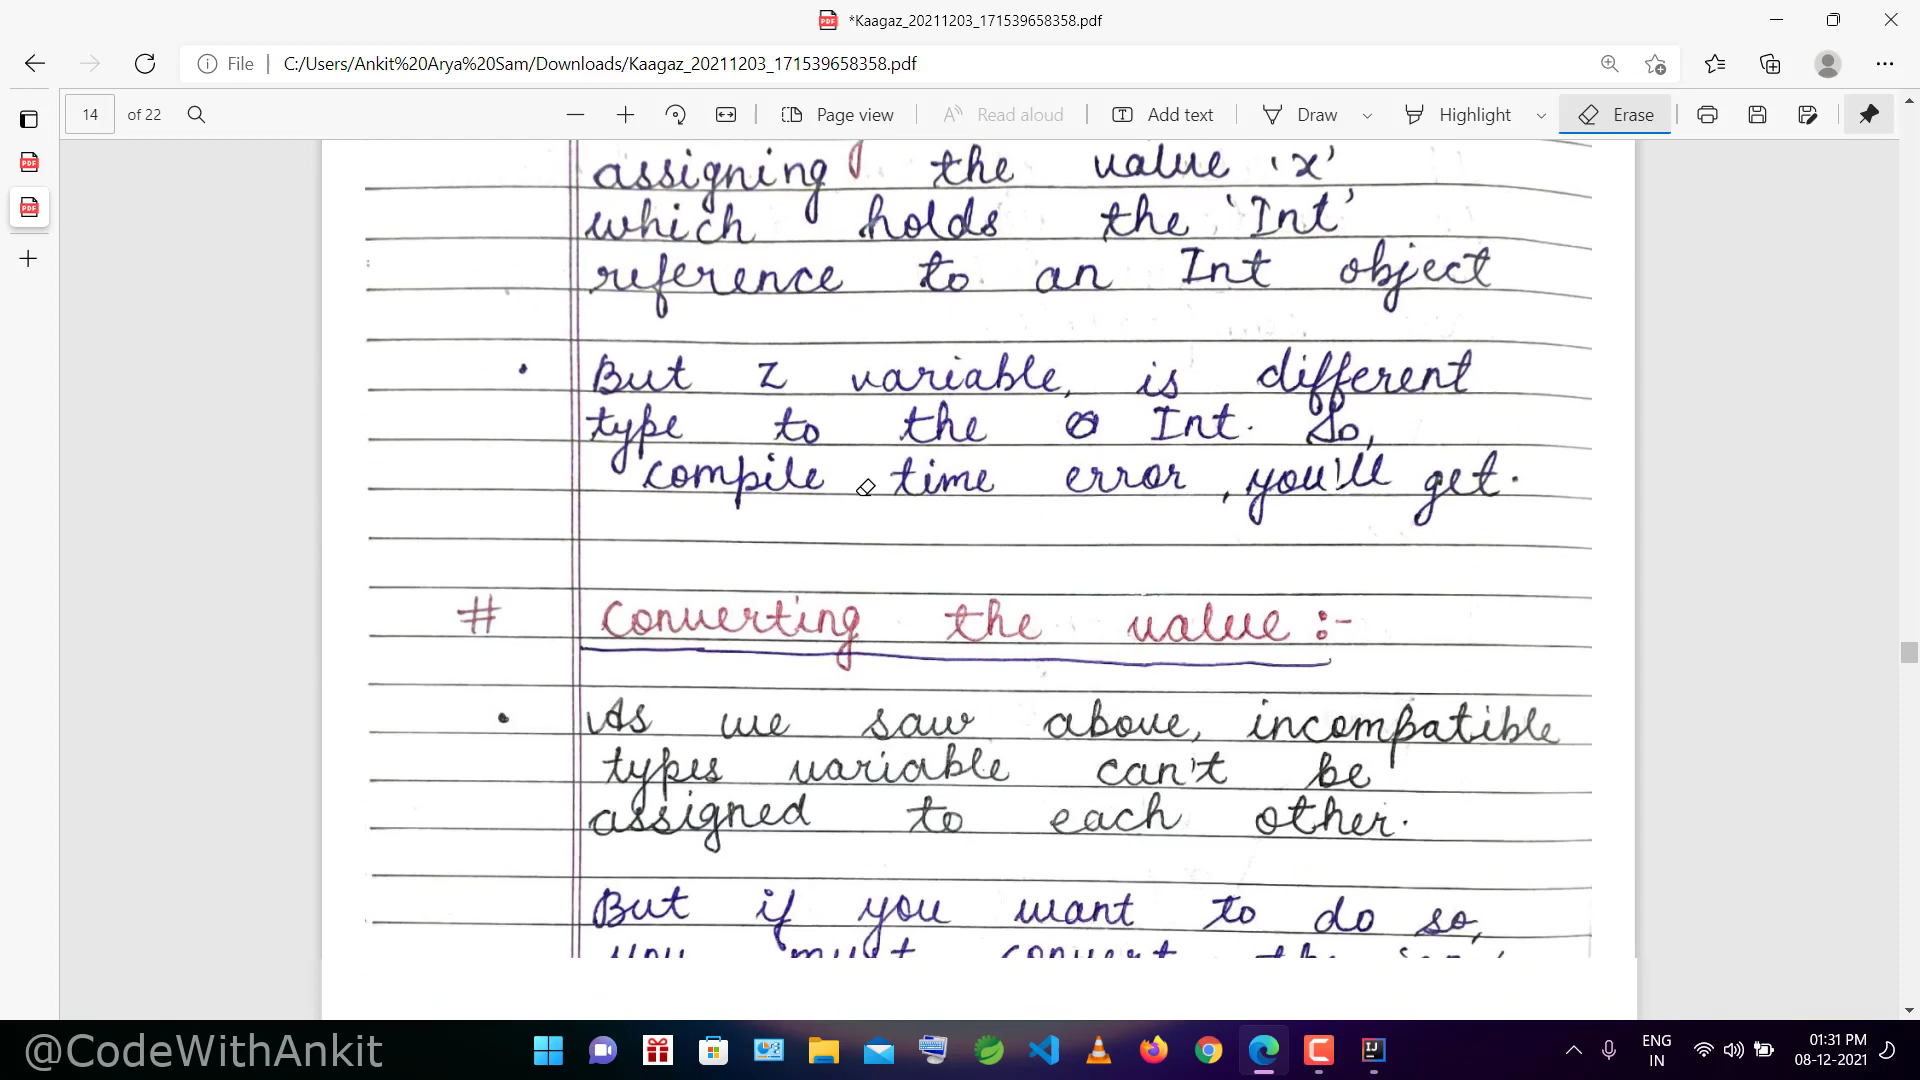 *Kaagaz_20211203_171539658358.pdf
File C:/Users/Ankit%20Arya%20Sam/Downloads/Kaagaz_20211203_171539658358.pdf
14 of 22 Page view Read aloud Add text Draw Highlight Erase
assigning the value 'x'
which holds the 'Int'
reference to an Int object
• But z variable, is different
type to the Int. So,
compile time error, you'll get.
# Converting the value :-
• As we saw above, incompatible
types variable can't be
assigned to each other.
But if you want to do so,
you must convert the
@CodeWithAnkit
ENG
IN
01:31 PM
08-12-2021